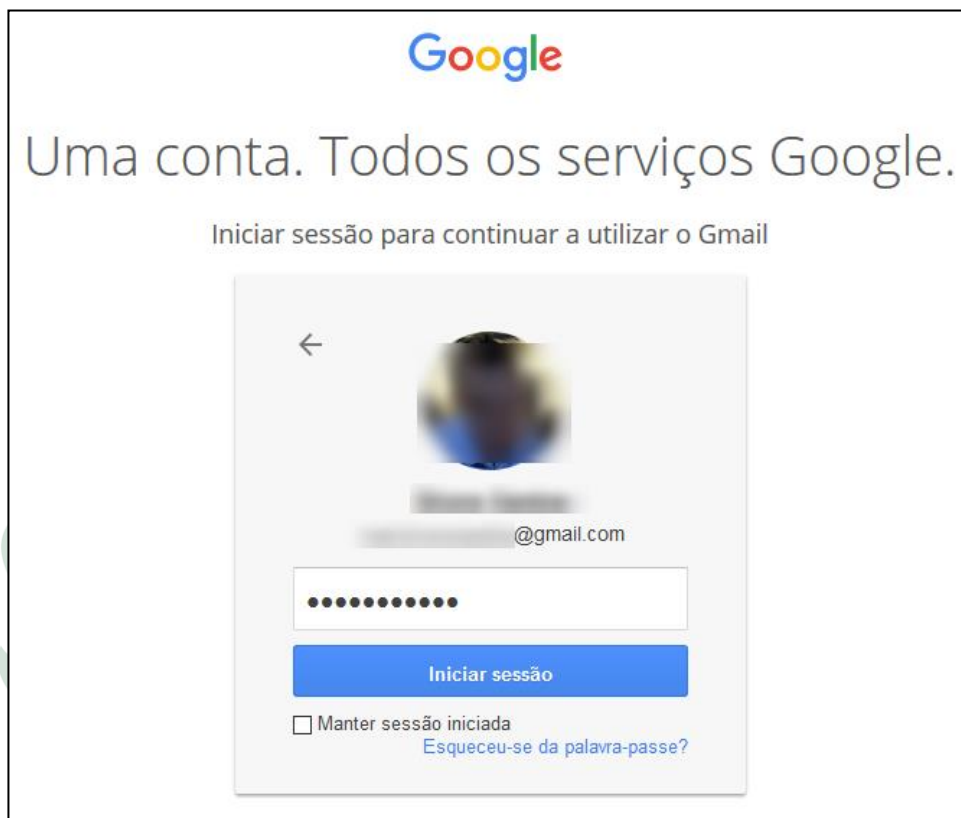 Google
Uma conta. Todos os serviços Google.
Iniciar sessão para continuar a utilizar o Gmail
@gmail.com
Iniciar sessão
Manter sessão iniciada
Esqueceu-se da palavra-passe?